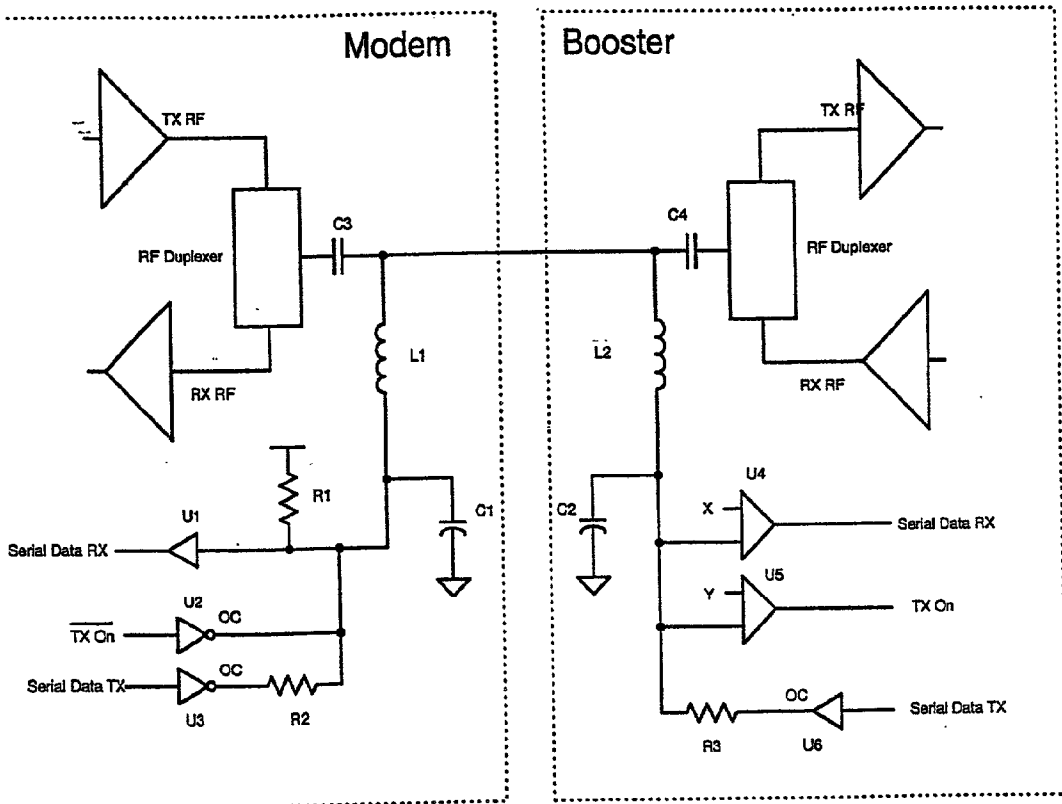 Modem
Booster
TX RF
TX RF
C3
C4
RF Duplexer
RF Duplexer
L1
L2
RX RF
RX RF
R1
U4
C1
C2
X
U1
Serial Data RX
Serial Data RX
U5
Y
U2
TX On
OC
TX On
OC
Serial Data TX
OC
Serial Data TX
U3
R2
R3
U6